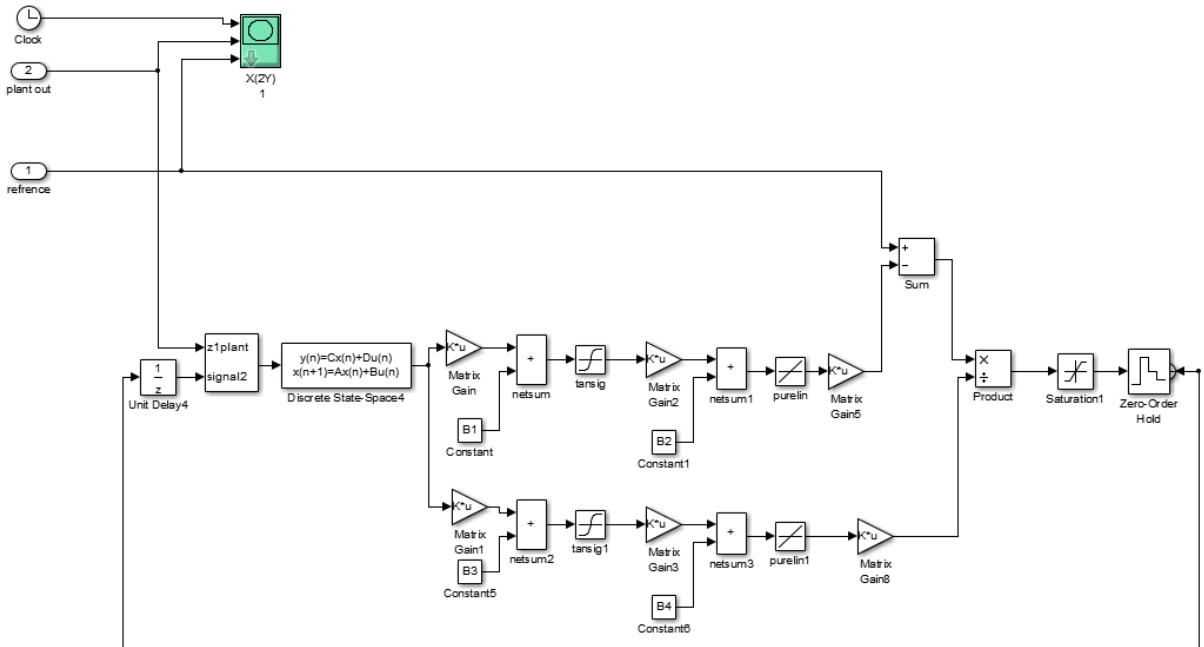 Clock
2
plant out
X(2Y)
1
1
refrence
+
−
Sum
z1plant
signal2
1
z
Unit Delay4
y(n)=Cx(n)+Du(n)
x(n+1)=Ax(n)+Bu(n)
Discrete State-Space4
K*u
Matrix
Gain
+
netsum
tansig
K*u
Matrix
Gain2
+
netsum1
purelin
K*u
Matrix
Gain5
×
÷
Product
Saturation1
Zero-Order
Hold
B1
Constant
B2
Constant1
K*u
Matrix
Gain1
+
netsum2
tansig1
K*u
Matrix
Gain3
+
netsum3
purelin1
K*u
Matrix
Gain8
B3
Constant5
B4
Constant6